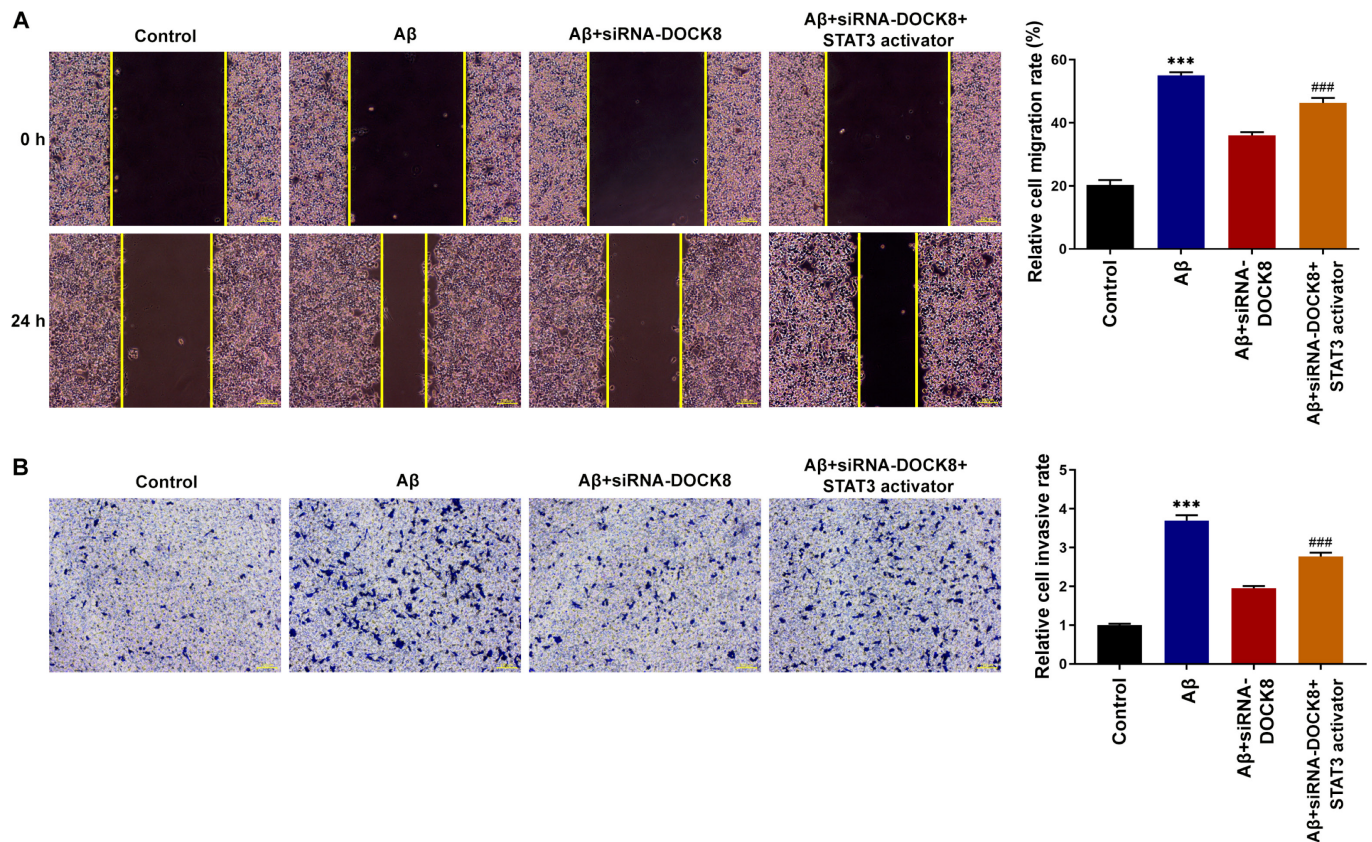 A
Control
Aβ
Aβ+siRNA-DOCK8
Aβ+siRNA-DOCK8+
STAT3 activator
0 h
24 h
Relative cell migration rate (%)
60
40
20
0
***
###
Control
Aβ
Aβ+siRNA-
DOCK8
Aβ+siRNA-DOCK8+
STAT3 activator
B
Control
Aβ
Aβ+siRNA-DOCK8
Aβ+siRNA-DOCK8+
STAT3 activator
Relative cell invasive rate
5
4
3
2
1
0
***
###
Control
Aβ
Aβ+siRNA-
DOCK8
Aβ+siRNA-DOCK8+
STAT3 activator